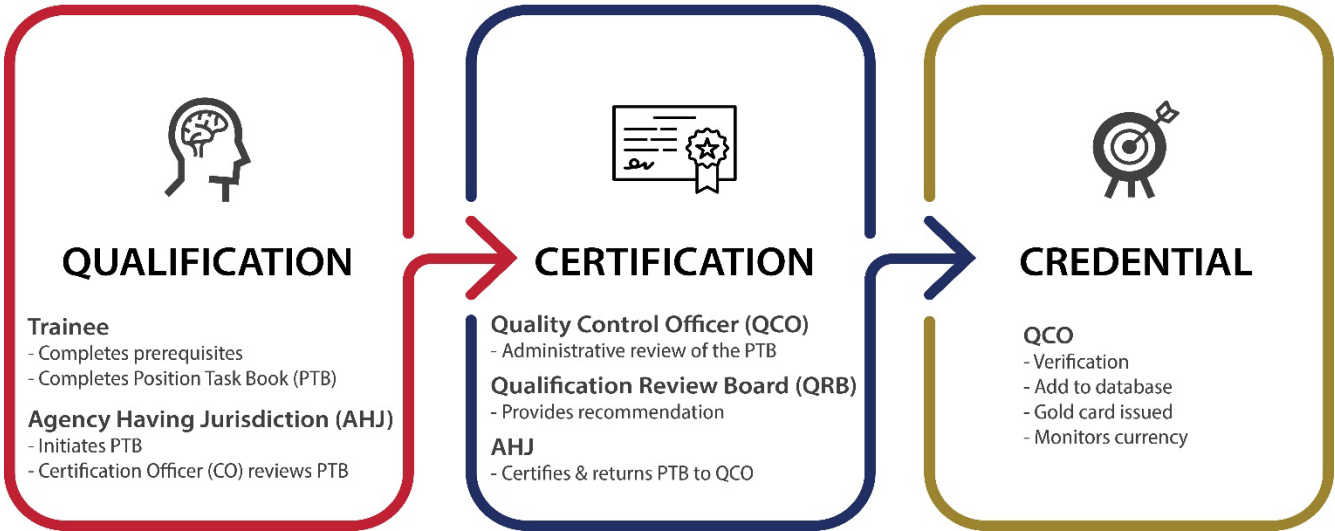 QUALIFICATION
Trainee
- Completes prerequisites
- Completes Position Task Book (PTB)
Agency Having Jurisdiction (AHJ)
- Initiates PTB
- Certification Officer (CO) reviews PTB
CERTIFICATION
Quality Control Officer (QCO)
- Administrative review of the PTB
Qualification Review Board (QRB)
- Provides recommendation
AHJ
- Certifies & returns PTB to QCO
CREDENTIAL
QCO
- Verification
- Add to database
- Gold card issued
- Monitors currency